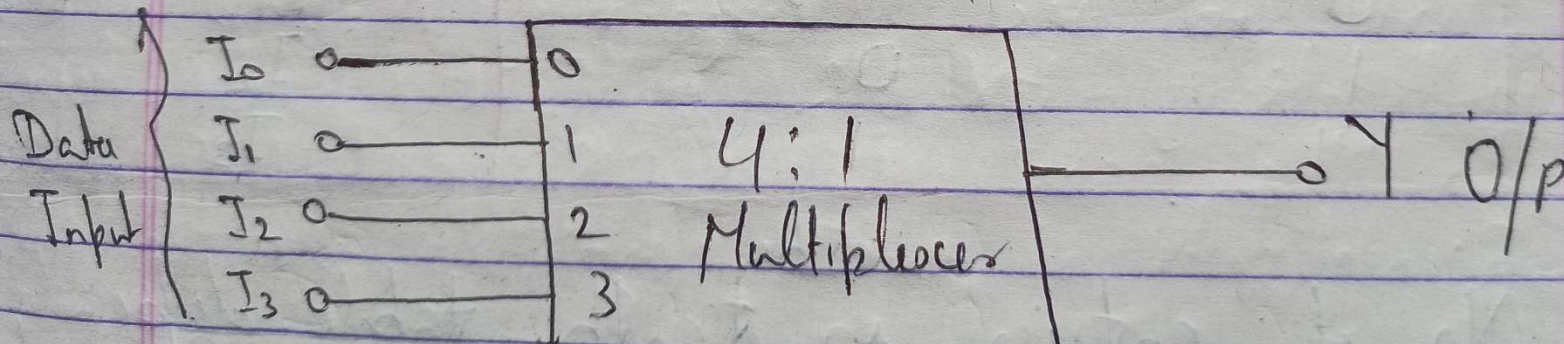 I₀ 0
Data I₁ 1 4:1 Y O/p
Input I₂ 2 Multiplexer
I₃ 3